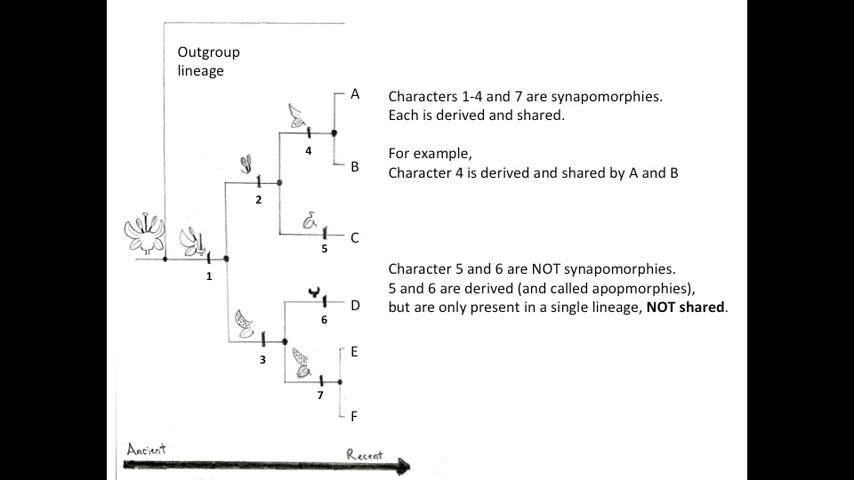 Outgroup
lineage
A
Characters 1-4 and 7 are synapomorphies.
Each is derived and shared.
4
For example,
B
Character 4 is derived and shared by A and B
2
C
5
1
Character 5 and 6 are NOT synapomorphies.
5 and 6 are derived (and called apopmorphies),
D
but are only present in a single lineage, NOT shared.
6
E
3
7
F
Ancient
Recent